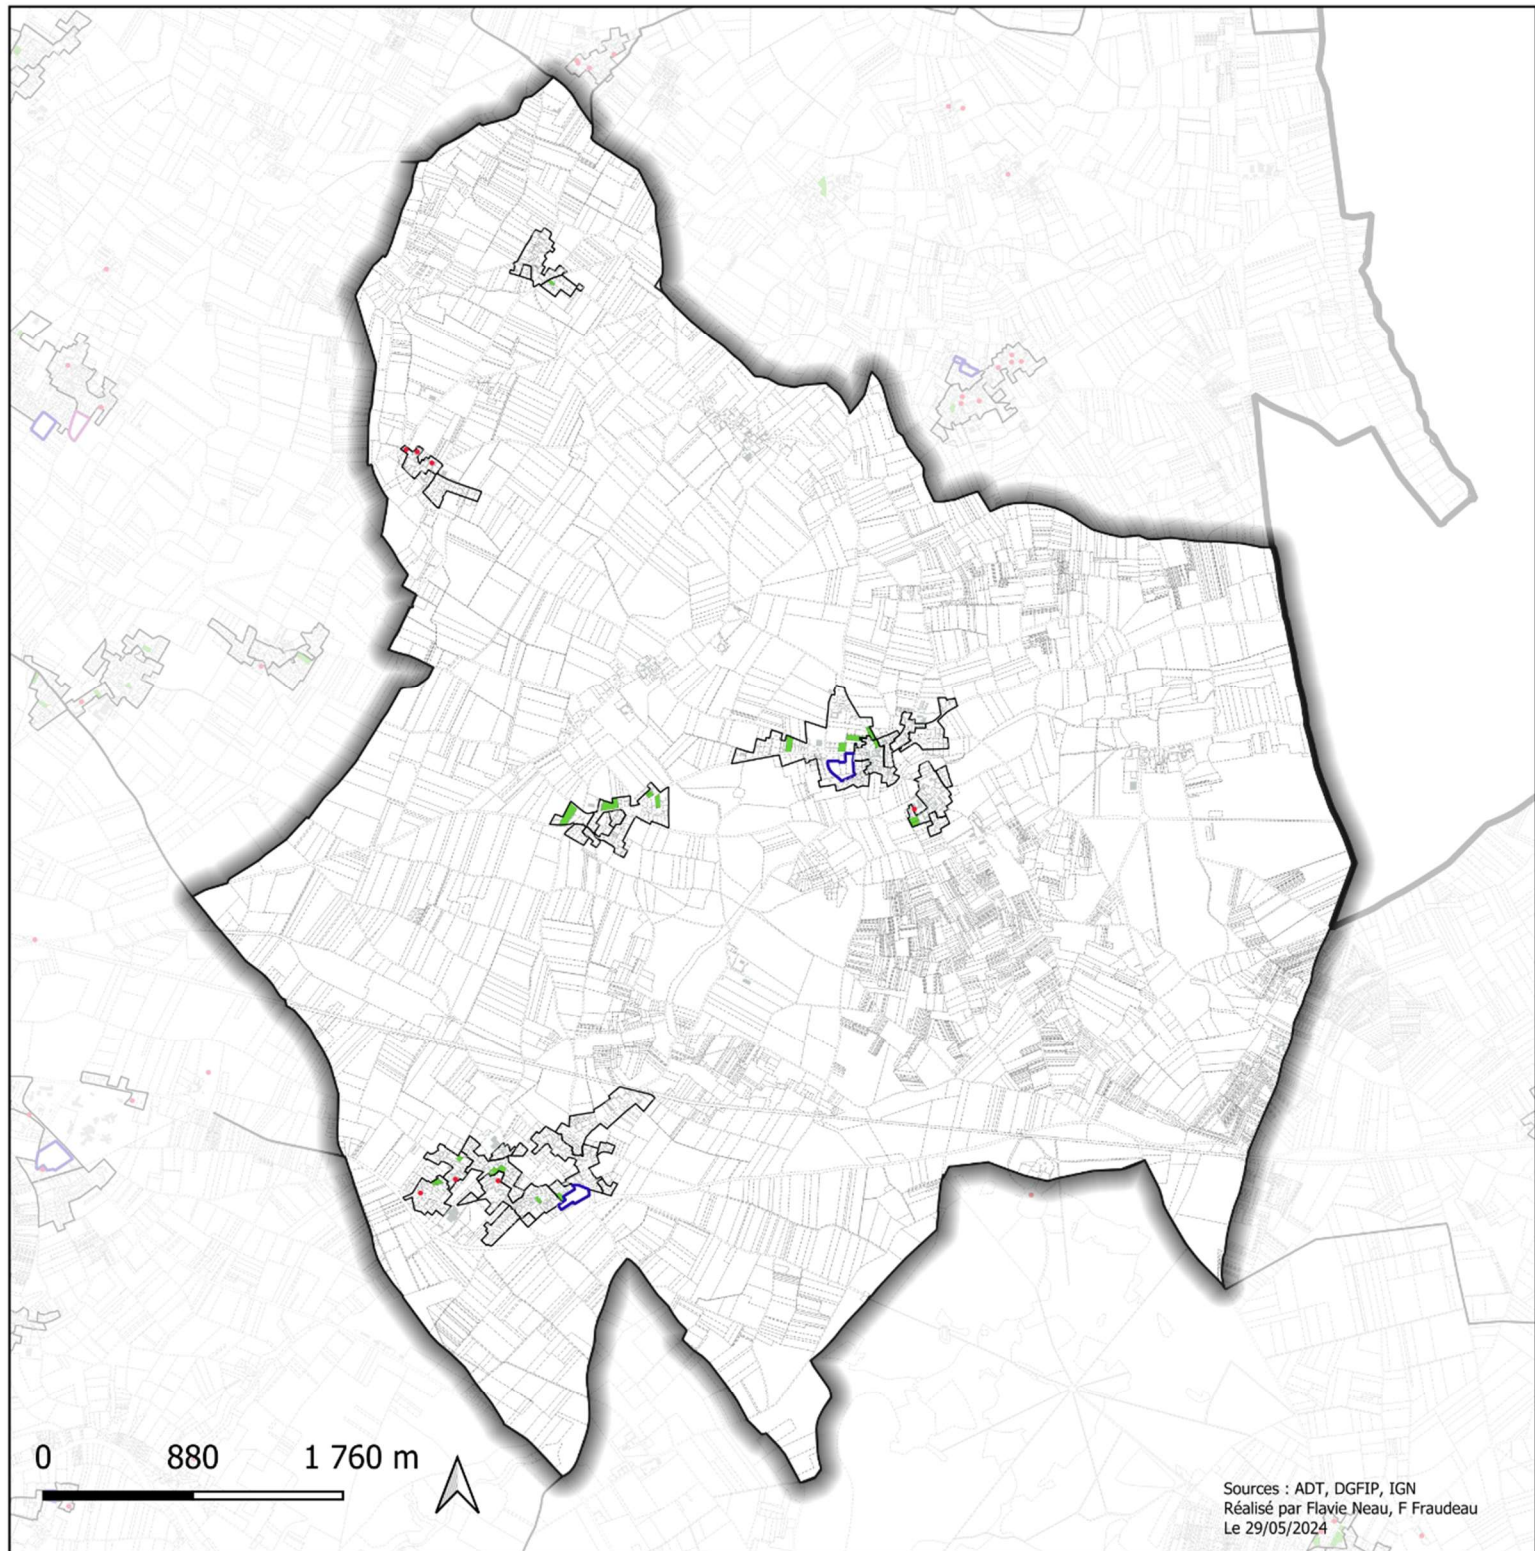 0 880 1 760 m
Sources : ADT, DGFIP, IGN
Réalisé par Flavie Neau, F Fraudeau
Le 29/05/2024